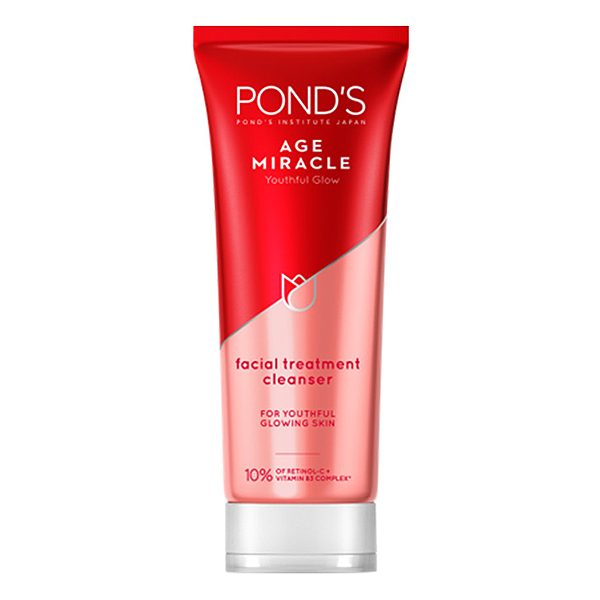 POND'S
POND'S INSTITUTE JAPAN
AGE
MIRACLE
Youthful Glow
facial treatment
cleanser
FOR YOUTHFUL
GLOWING SKIN
10% OF RETINOL-C +
VITAMIN B3 COMPLEX*